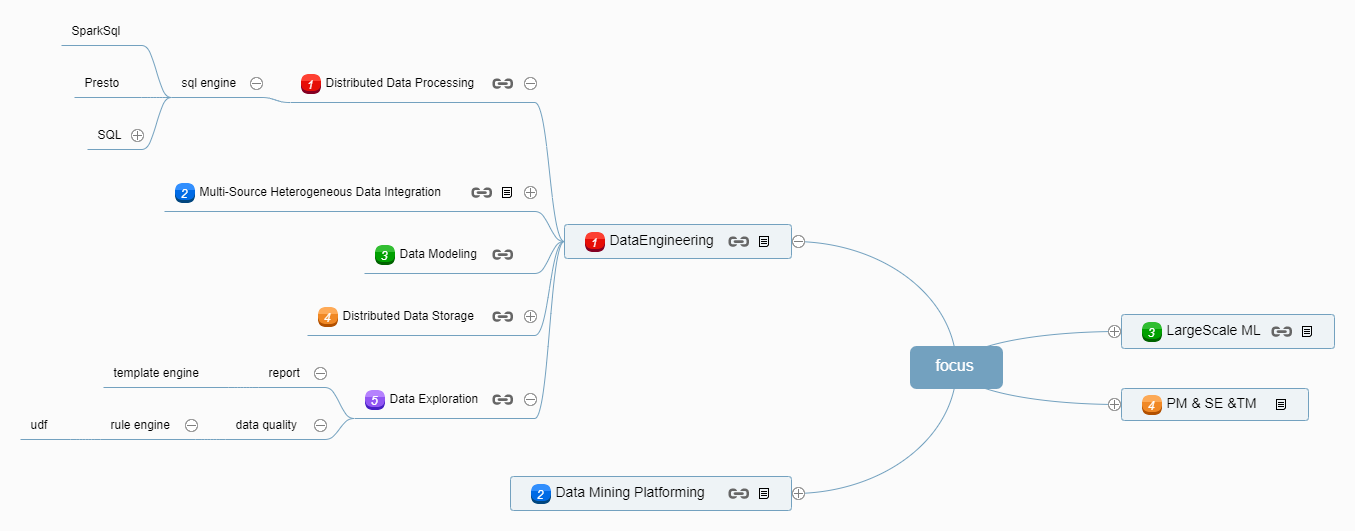 SparkSql
Presto
sql engine
1 Distributed Data Processing
SQL
2 Multi-Source Heterogeneous Data Integration
1 DataEngineering
3 Data Modeling
4 Distributed Data Storage
3 LargeScale ML
focus
template engine
report
5 Data Exploration
4 PM & SE &TM
udf
rule engine
data quality
2 Data Mining Platforming